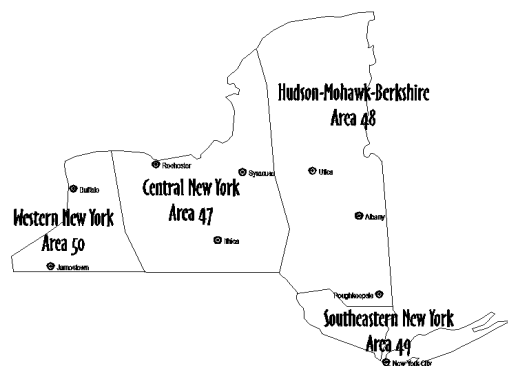 Hudson-Mohawk-Berkshire
Area 48
Rochester
Syracuse
Utica
Buffalo
Central New York
Area 47
Western New York
Area 50
Albany
Ithica
Jamestown
Poughkeepsie
Southeastern New York
Area 49
New York City